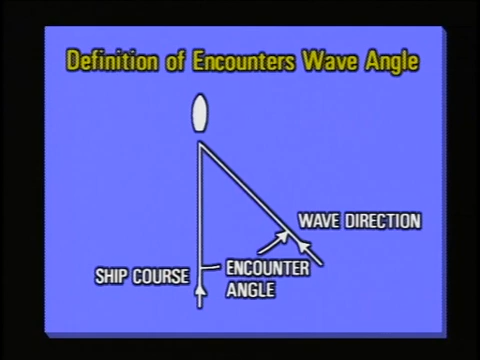 Definition of Encounters Wave Angle
WAVE DIRECTION
SHIP COURSE
ENCOUNTER
ANGLE